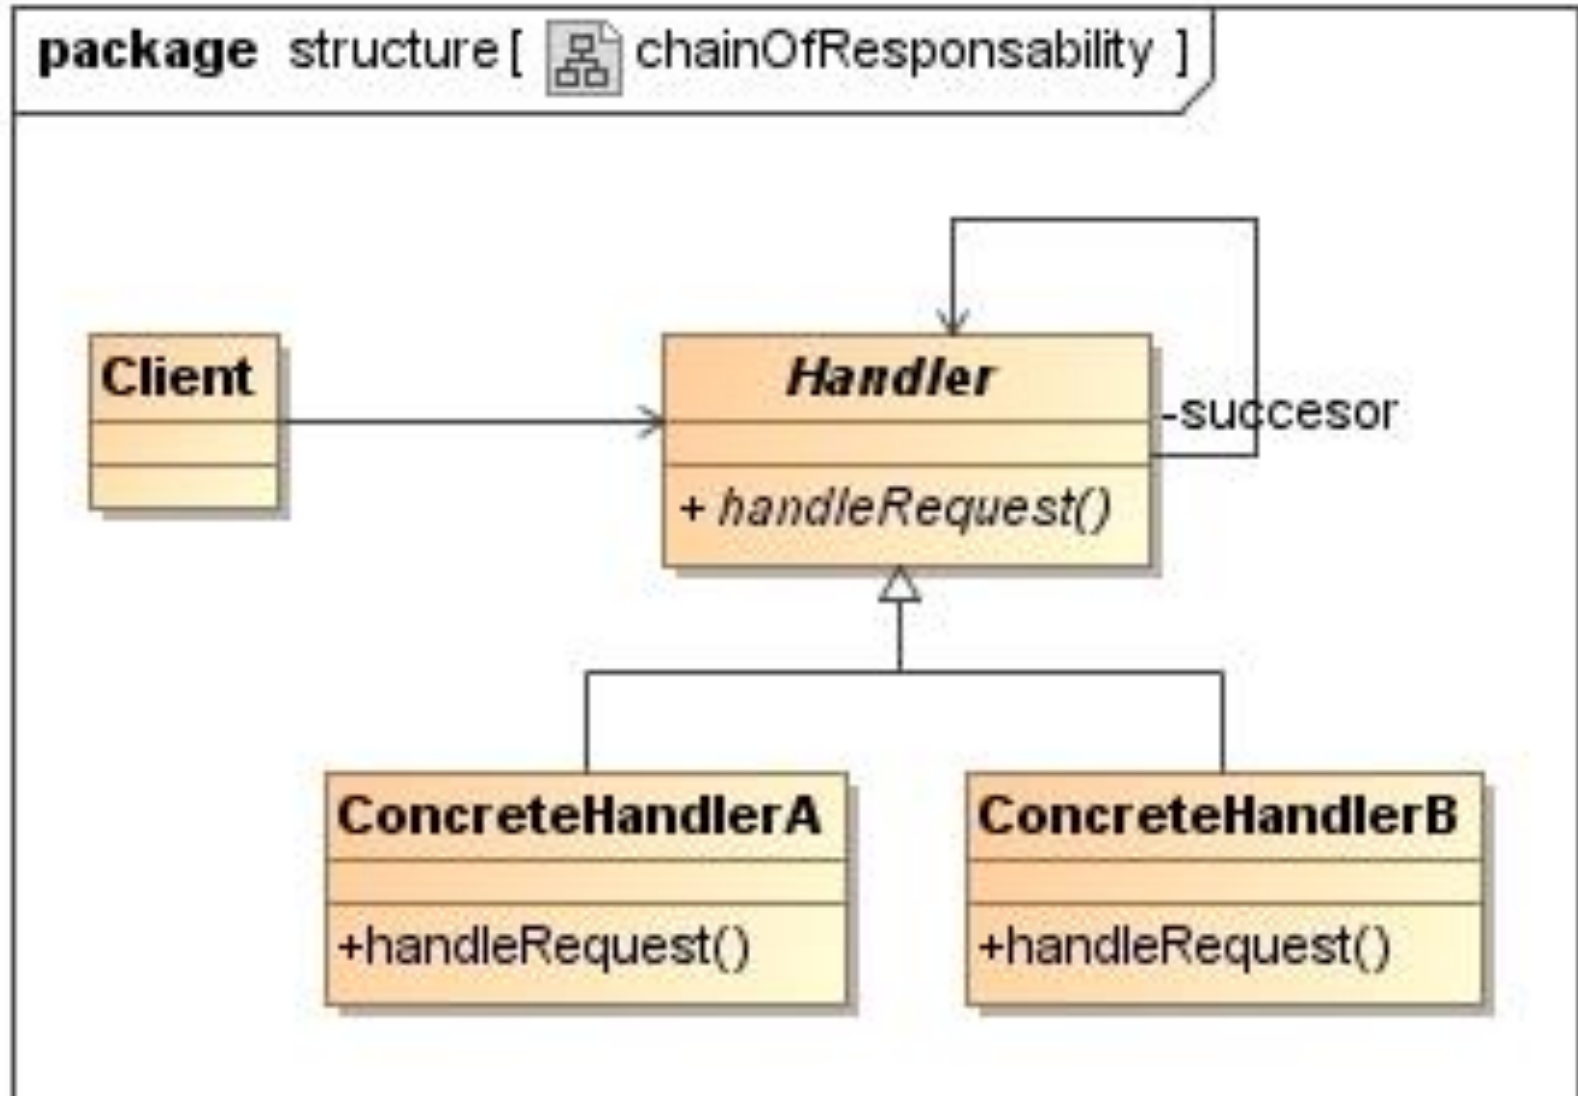 package structure [ chainOfResponsability ]
Client
Handler
-succesor
+ handleRequest()
ConcreteHandlerA
+handleRequest()
ConcreteHandlerB
+handleRequest()